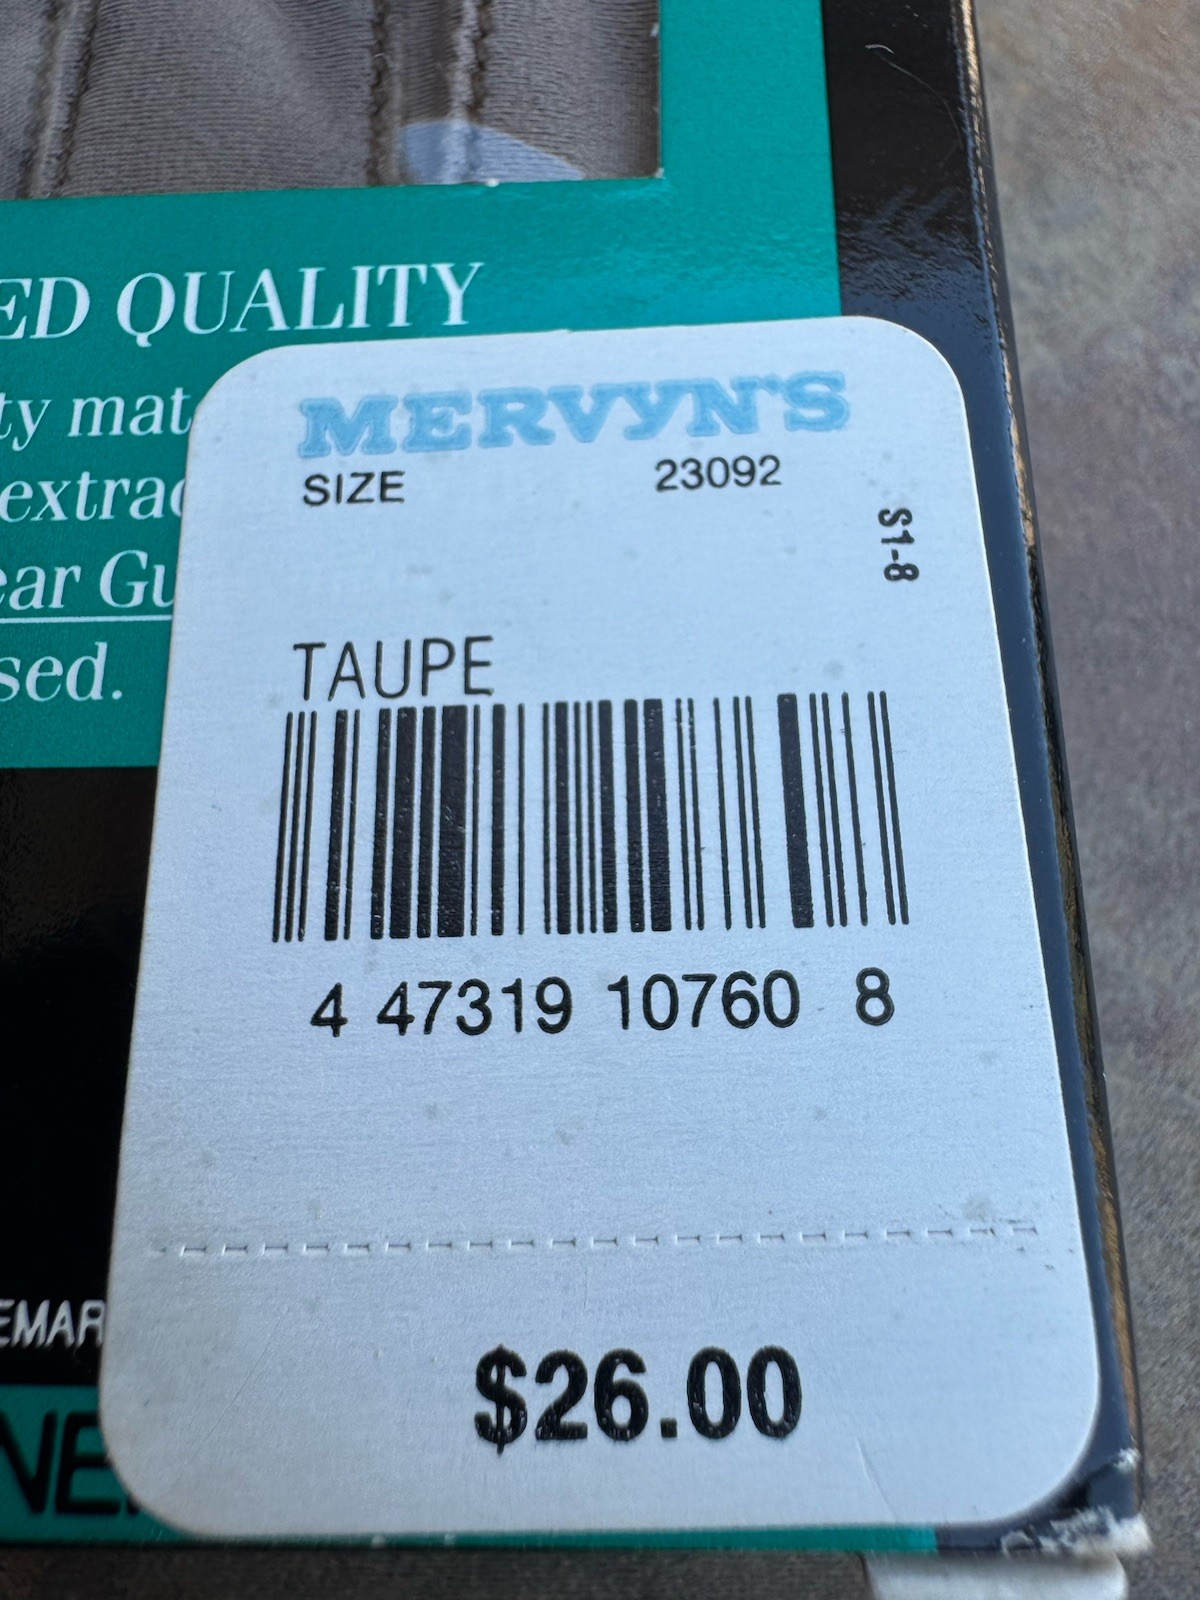 ED QUALITY
ty mat
extrac
ear Gu
sed.
MERVYN'S
SIZE 23092
S1-8
TAUPE
4 47319 10760 8
EMAR
$26.00
NE